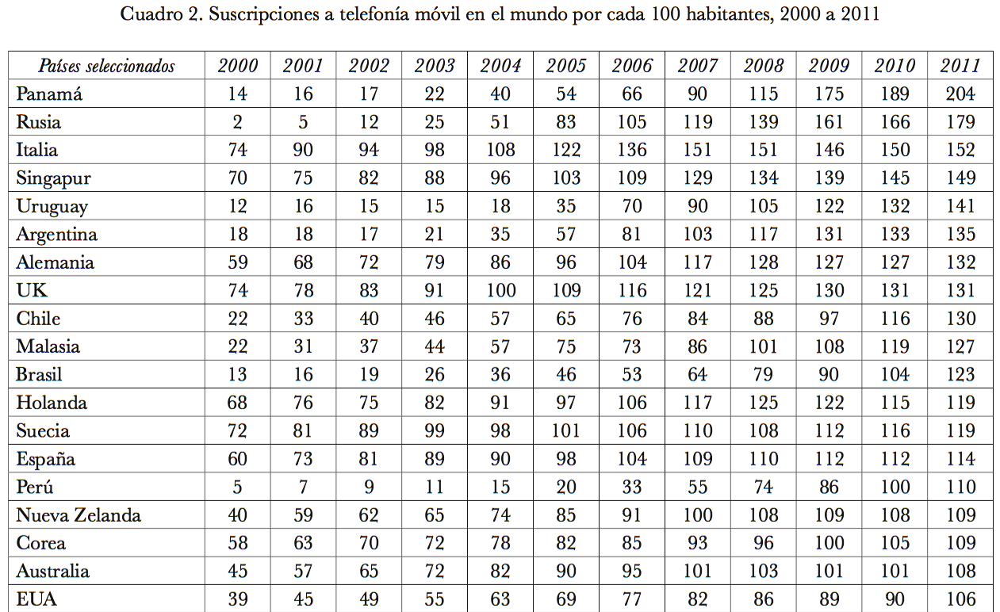 Cuadro 2. Suscripciones a telefonía móvil en el mundo por cada 100 habitantes, 2000 a 2011
Países seleccionados 2000 2001 2002 2003 2004 2005 2006 2007 2008 2009 2010 2011
Panamá 14 16 17 22 40 54 66 90 115 175 189 204
Rusia 2 5 12 25 51 83 105 119 139 161 166 179
Italia 74 90 94 98 108 122 136 151 151 146 150 152
Singapur 70 75 82 88 96 103 109 129 134 139 145 149
Uruguay 12 16 15 15 18 35 70 90 105 122 132 141
Argentina 18 18 17 21 35 57 81 103 117 131 133 135
Alemania 59 68 72 79 86 96 104 117 128 127 127 132
UK 74 78 83 91 100 109 116 121 125 130 131 131
Chile 22 33 40 46 57 65 76 84 88 97 116 130
Malasia 22 31 37 44 57 75 73 86 101 108 119 127
Brasil 13 16 19 26 36 46 53 64 79 90 104 123
Holanda 68 76 75 82 91 97 106 117 125 122 115 119
Suecia 72 81 89 99 98 101 106 110 108 112 116 119
España 60 73 81 89 90 98 104 109 110 112 112 114
Perú 5 7 9 11 15 20 33 55 74 86 100 110
Nueva Zelanda 40 59 62 65 74 85 91 100 108 109 108 109
Corea 58 63 70 72 78 82 85 93 96 100 105 109
Australia 45 57 65 72 82 90 95 101 103 101 101 108
EUA 39 45 49 55 63 69 77 82 86 89 90 106